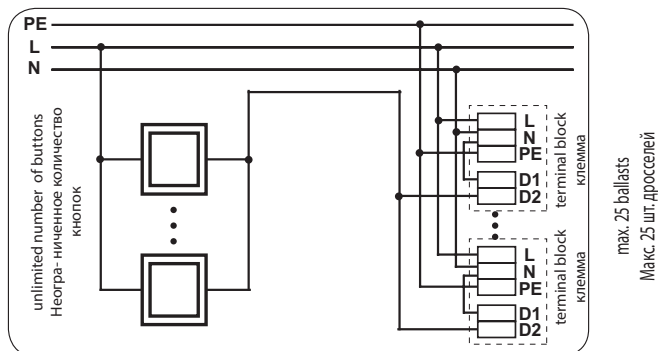 PE
L
N
unlimited number of buttons
Неогра- ниченное количество
кнопок
L
N
PE
D1
D2
terminal block
клемма
L
N
PE
D1
D2
terminal block
клемма
max. 25 ballasts
Макс. 25 шт. дросселей